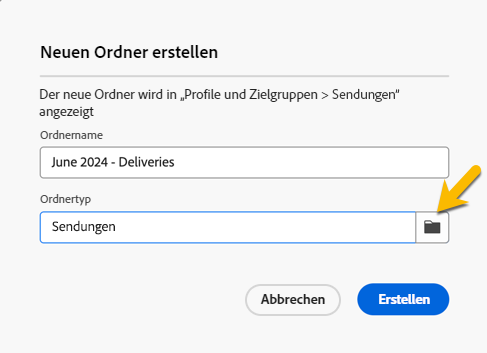 Neuen Ordner erstellen
Der neue Ordner wird in „Profile und Zielgruppen > Sendungen“
angezeigt
Ordnername
June 2024 - Deliveries
Ordnertyp
Sendungen
Abbrechen
Erstellen